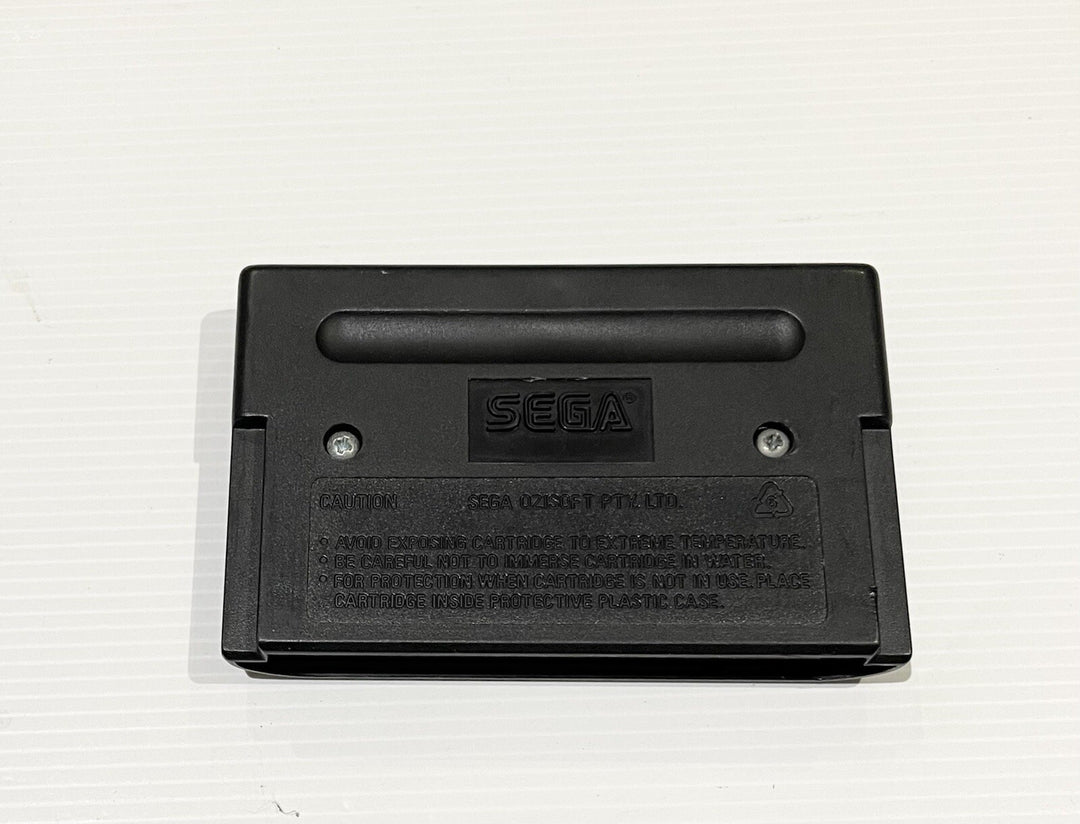 SEGA®
CAUTION SEGA OZISOFT PTY. LTD.
• AVOID EXPOSING CARTRIDGE TO EXTREME TEMPERATURE.
• BE CAREFUL NOT TO IMMERSE CARTRIDGE IN WATER.
• FOR PROTECTION WHEN CARTRIDGE IS NOT IN USE. PLACE
CARTRIDGE INSIDE PROTECTIVE PLASTIC CASE.